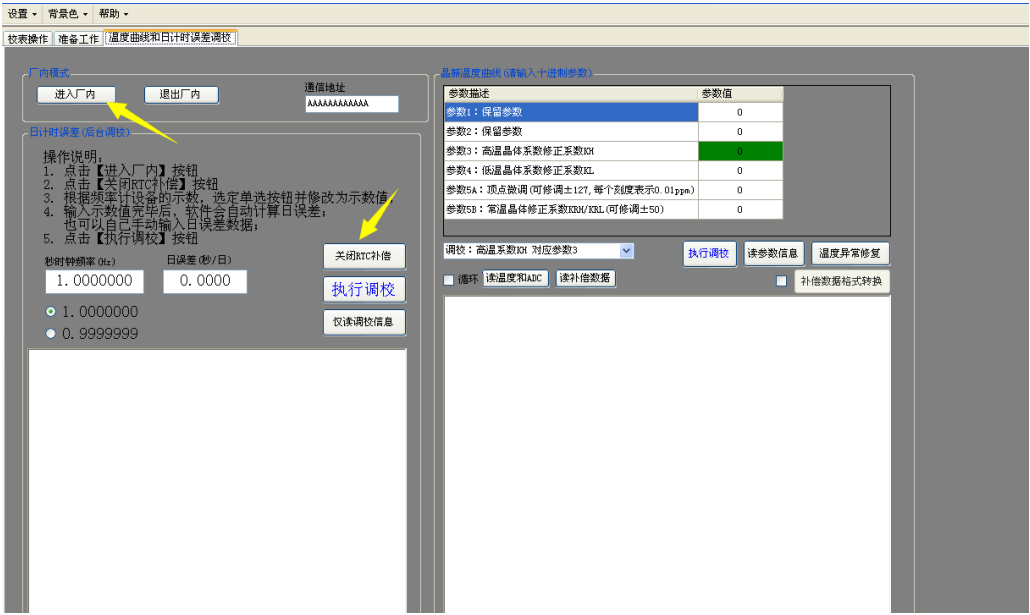 设置 背景色 帮助
校表操作 准备工作 温度曲线和日计时误差调校
厂内模式
进入厂内 退出厂内 通信地址
AAAAAAAAAAAA
日计时误差(后台调校)
操作说明:
1. 点击【进入厂内】按钮
2. 点击【关闭RTC补偿】按钮
3. 根据频率计设备的示数, 选定单选按钮并修改为示数值,
4. 输入示数值完毕后, 软件会自动计算日误差;
也可以自己手动输入日误差数据;
5. 点击【执行调校】按钮
关闭RTC补偿
秒时钟频率(Hz) 日误差(秒/日)
1.0000000 0.0000
执行调校
1.0000000
0.9999999
仅读调校信息
晶振温度曲线(请输入十进制参数)
参数描述 参数值
参数1:保留参数 0
参数2:保留参数 0
参数3:高温晶体系数修正系数KH 0
参数4:低温晶体系数修正系数KL 0
参数5A:顶点微调(可修调±127,每个刻度表示0.01ppm) 0
参数5B:常温晶体修正系数KRH/KRL(可修调±50) 0
调校:高温系数KH 对应参数3 执行调校 读参数信息 温度异常修复
循环 读温度和ADC 读补偿数据 补偿数据格式转换